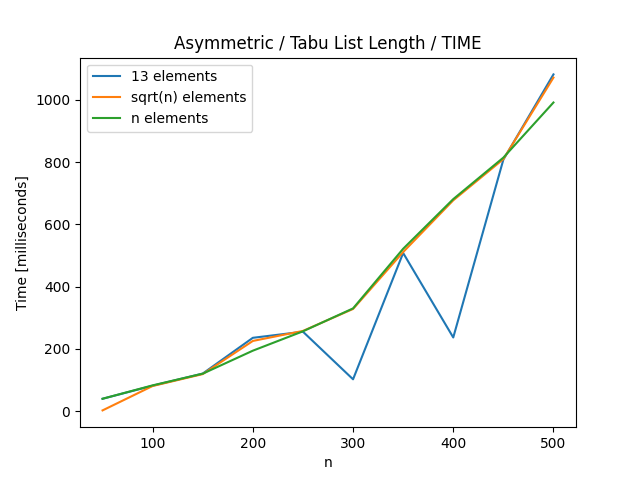 Asymmetric / Tabu List Length / TIME
13 elements
sqrt(n) elements
n elements
Time [milliseconds]
1000
800
600
400
200
0
100
200
300
400
500
n